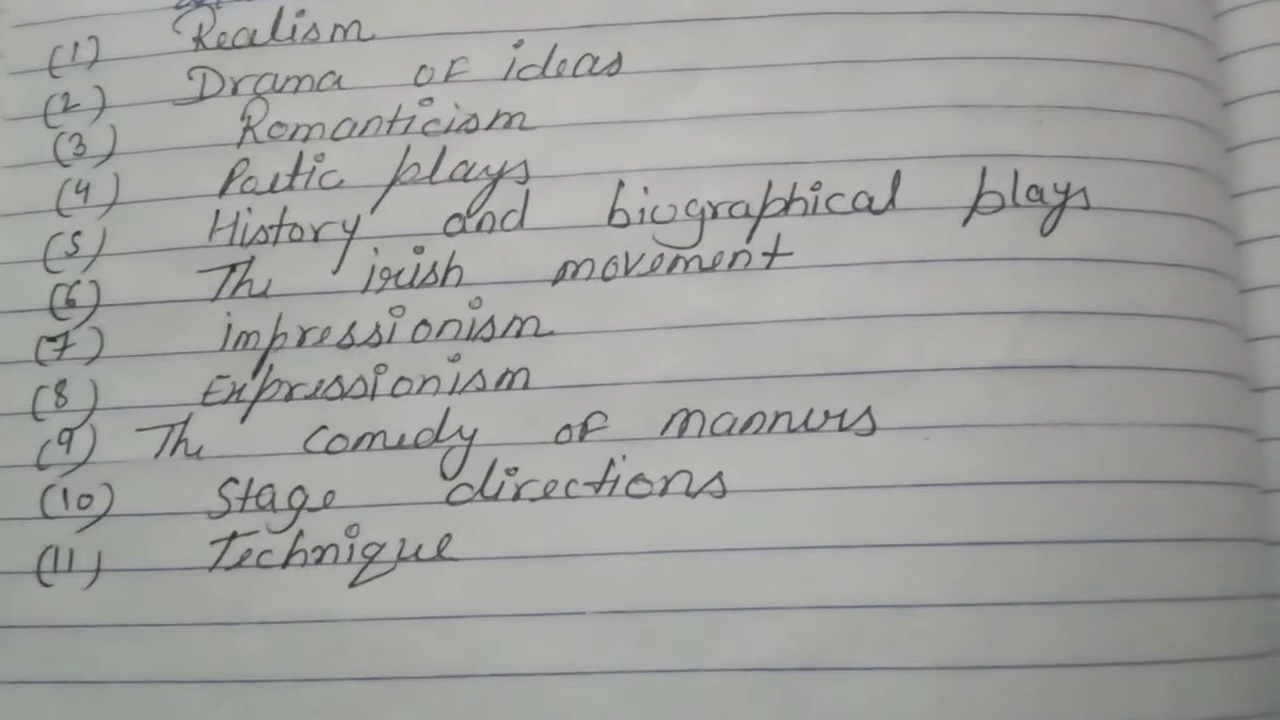 (1) Realism
(2) Drama of ideas
(3) Romanticism
(4) Poetic plays
(5) History and biographical plays
(6) The irish movement
(7) impressionism
(8) Expressionism
(9) The comedy of manners
(10) Stage directions
(11) Technique